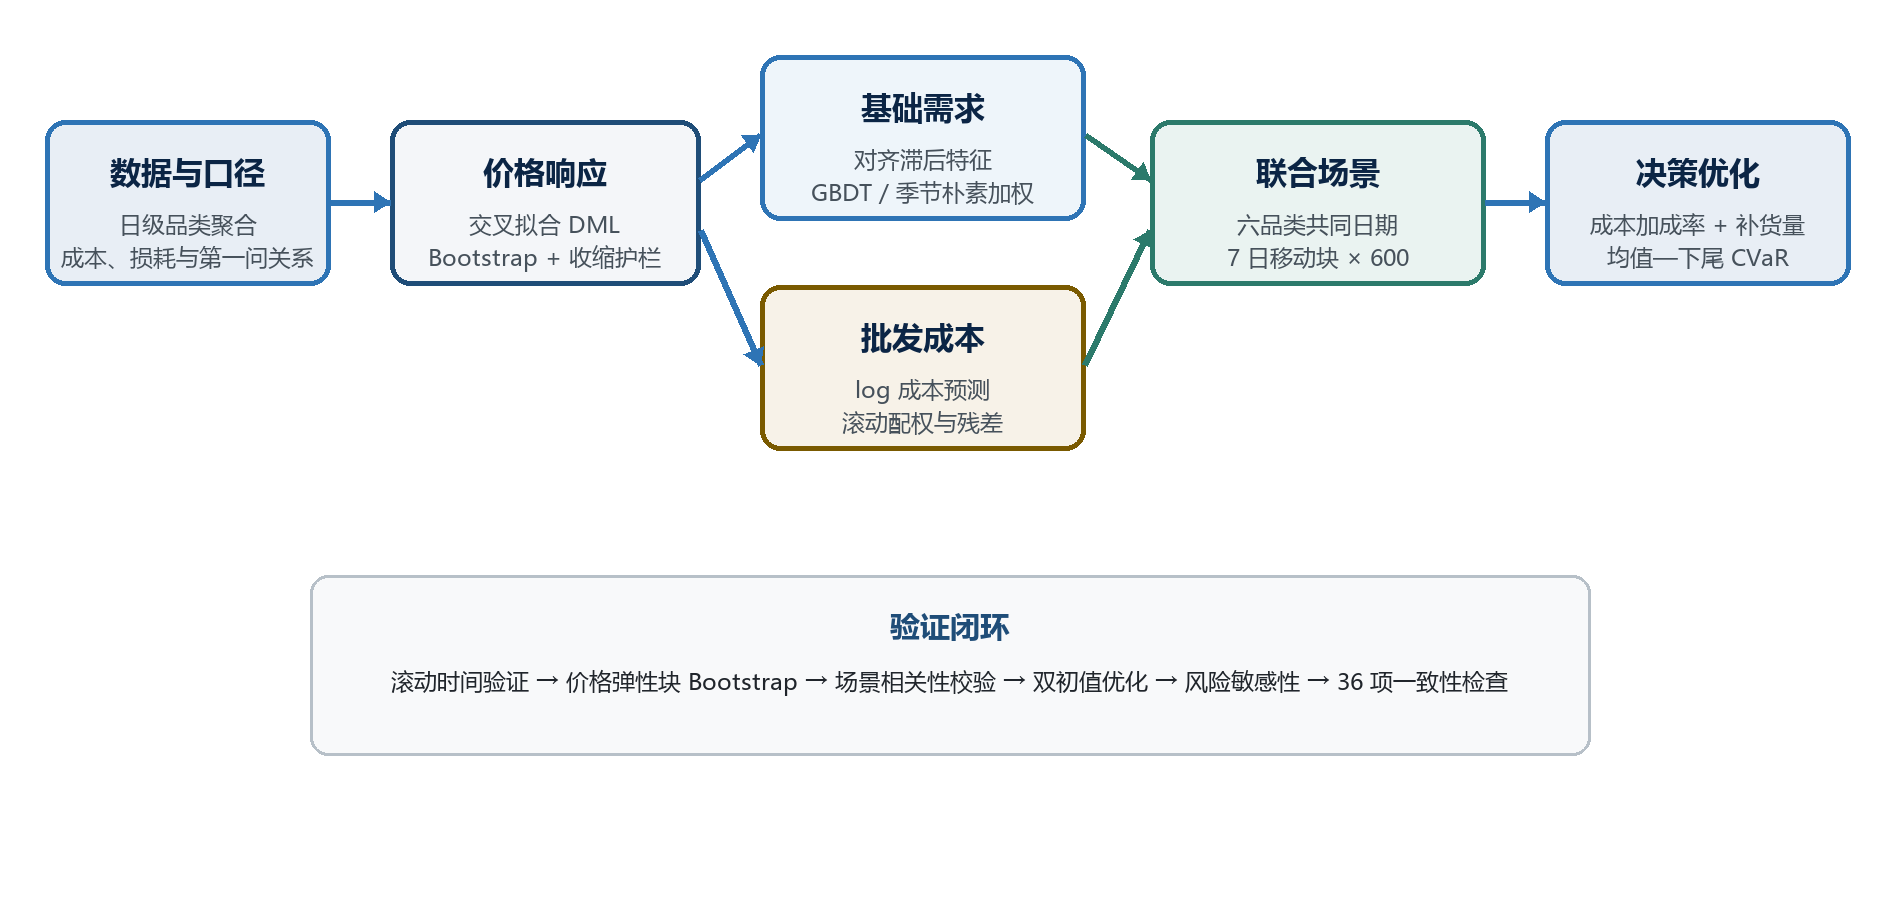 数据与口径
日级品类聚合
成本、损耗与第一问关系
价格响应
交叉拟合 DML
Bootstrap + 收缩护栏
基础需求
对齐滞后特征
GBDT / 季节朴素加权
批发成本
log 成本预测
滚动配权与残差
联合场景
六品类共同日期
7 日移动块 × 600
决策优化
成本加成率 + 补货量
均值—下尾 CVaR
验证闭环
滚动时间验证 → 价格弹性块 Bootstrap → 场景相关性校验 → 双初值优化 → 风险敏感性 → 36 项一致性检查